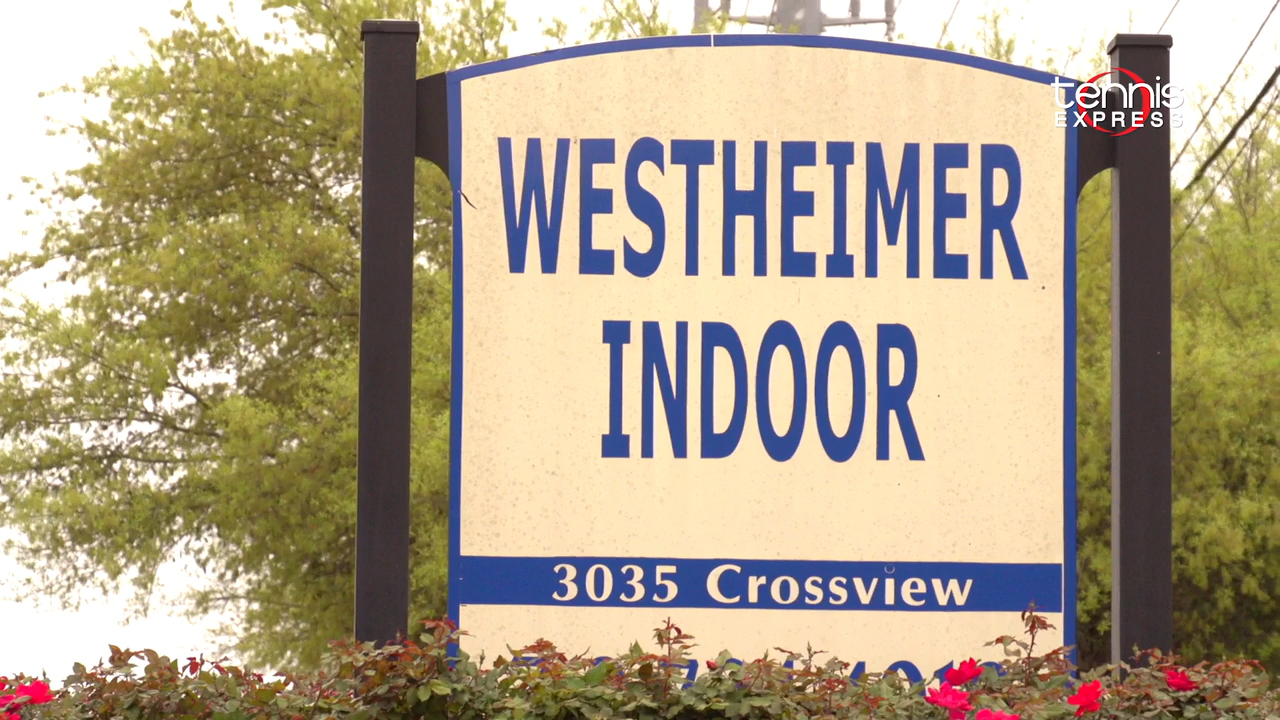 tennis
EXPRESS
WESTHEIMER
INDOOR
3035 Crossview